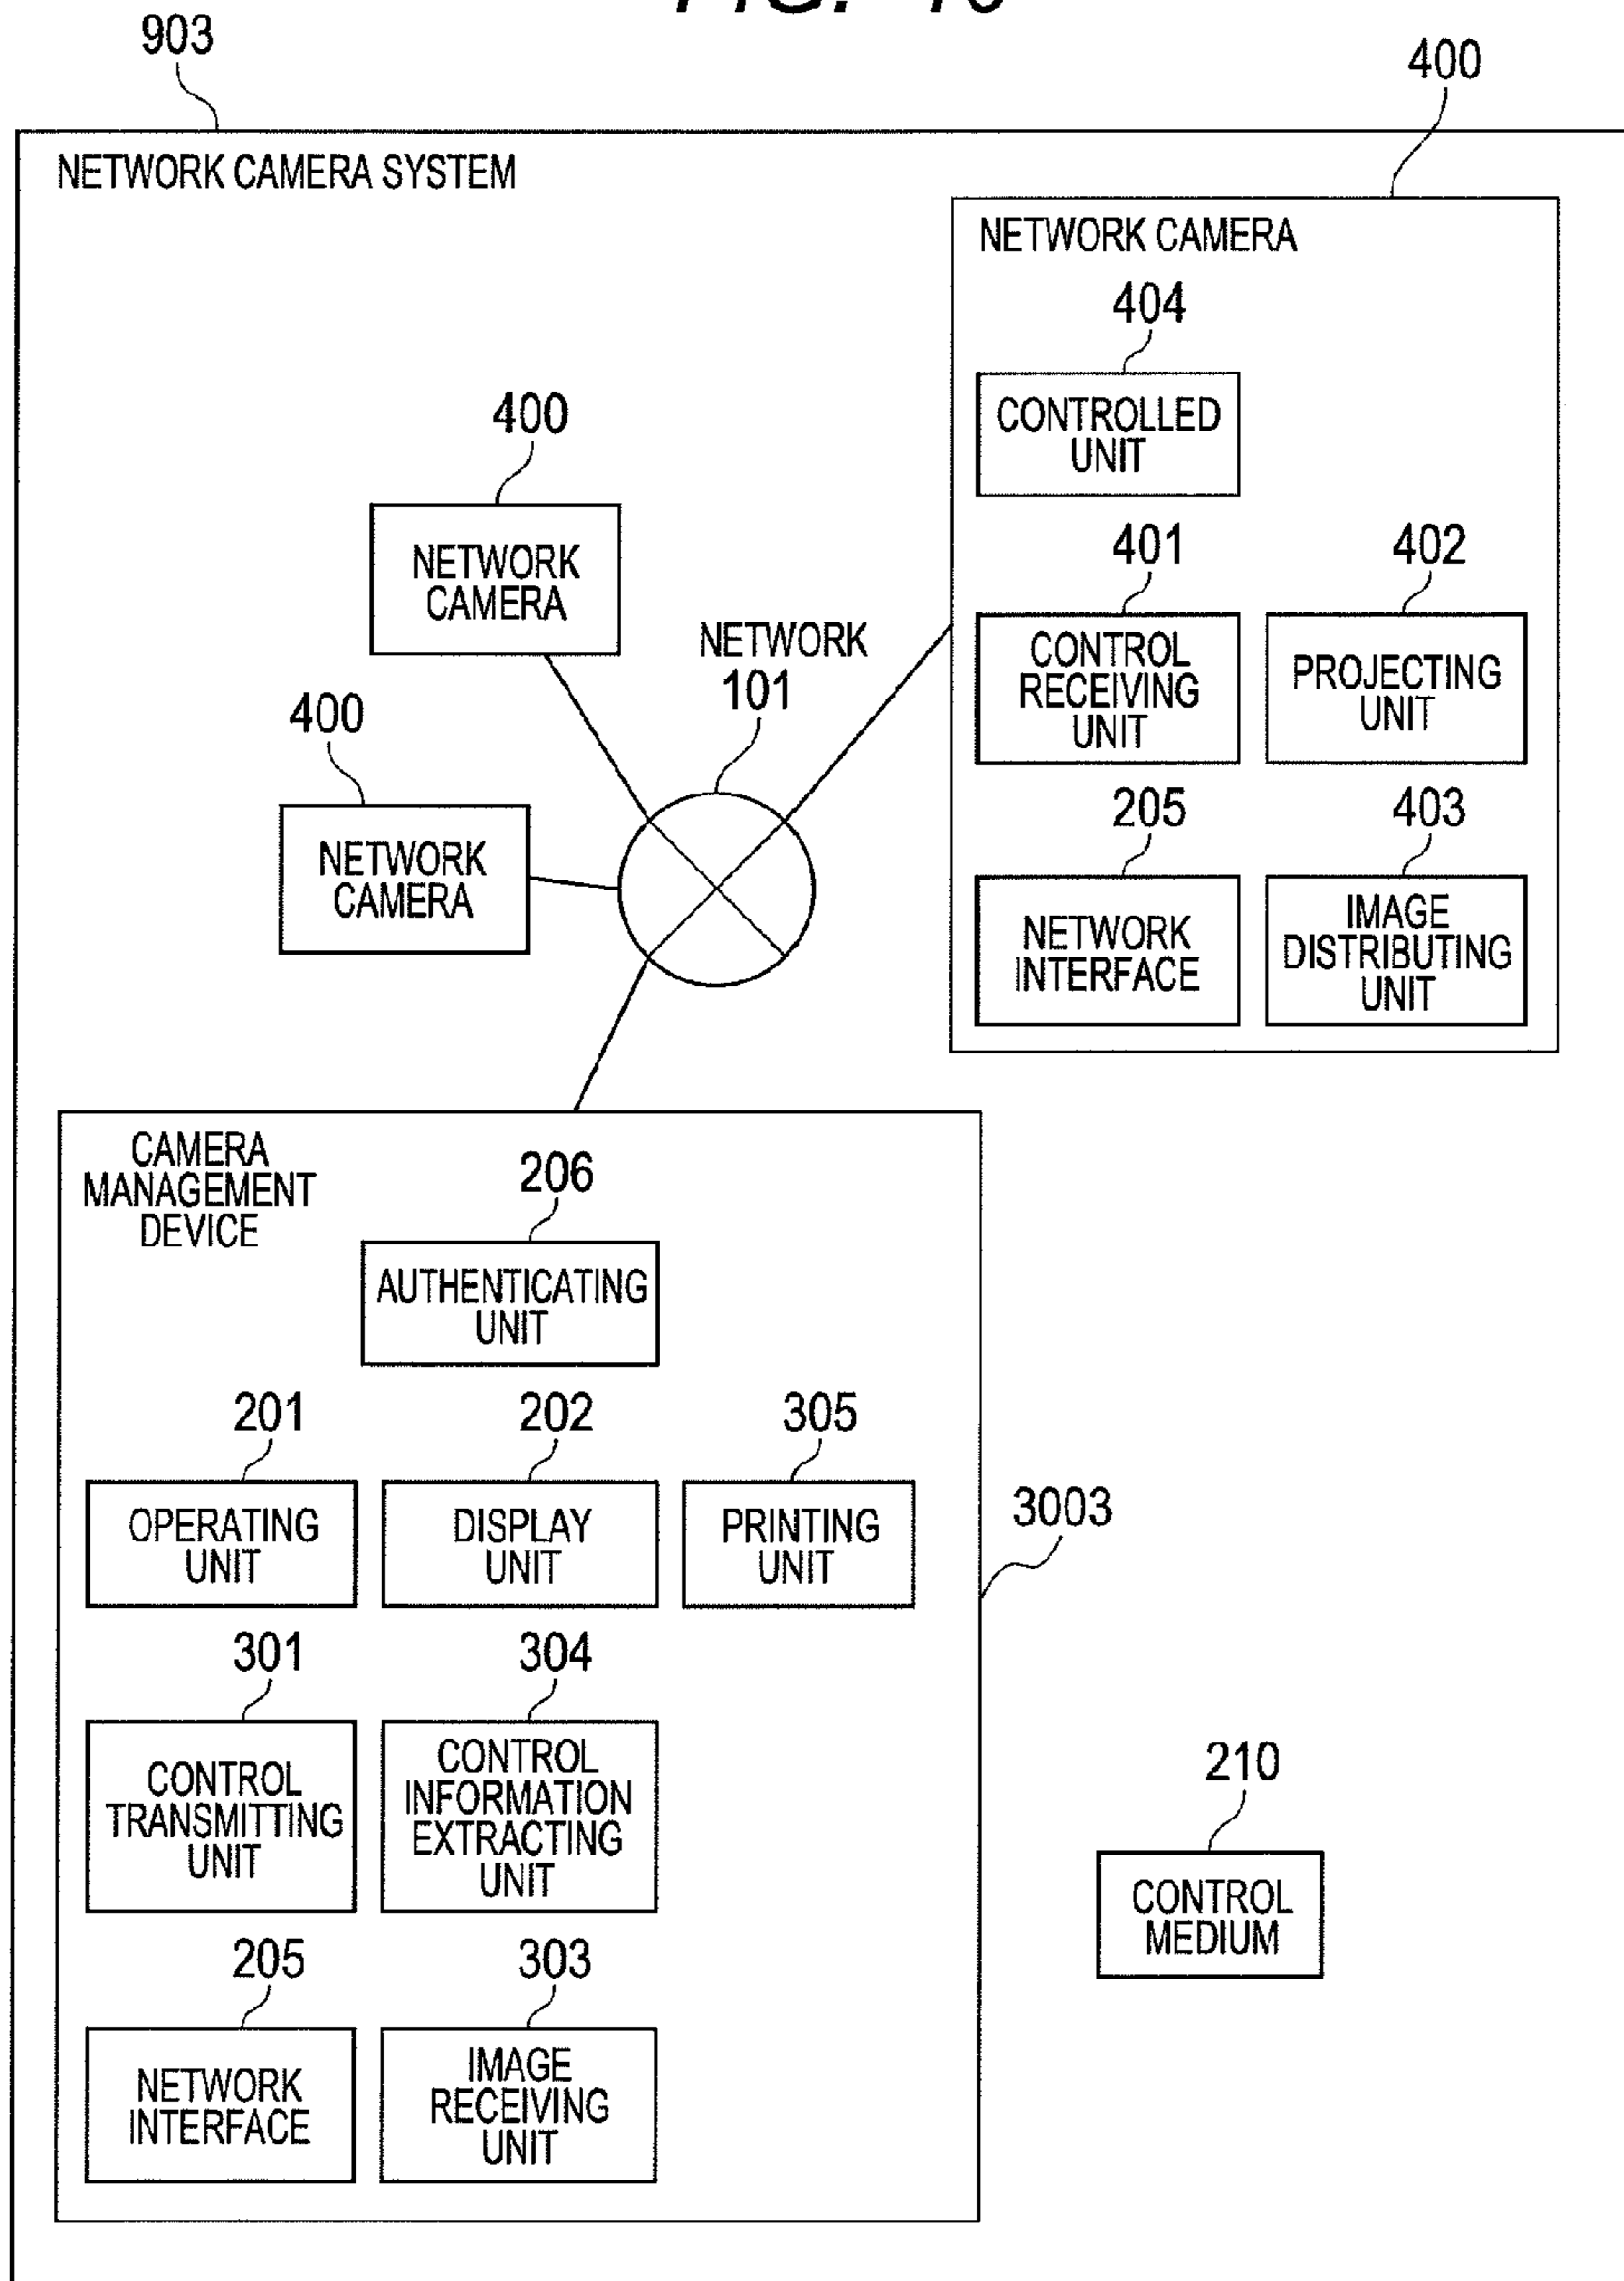 903
400
NETWORK CAMERA SYSTEM
NETWORK CAMERA
404
CONTROLLED
UNIT
400
NETWORK
CAMERA
401
CONTROL
RECEIVING
UNIT
402
PROJECTING
UNIT
NETWORK
101
400
NETWORK
CAMERA
205
NETWORK
INTERFACE
403
IMAGE
DISTRIBUTING
UNIT
CAMERA
MANAGEMENT
DEVICE
206
AUTHENTICATING
UNIT
201
OPERATING
UNIT
202
DISPLAY
UNIT
305
PRINTING
UNIT
3003
301
CONTROL
TRANSMITTING
UNIT
304
CONTROL
INFORMATION
EXTRACTING
UNIT
210
CONTROL
MEDIUM
205
NETWORK
INTERFACE
303
IMAGE
RECEIVING
UNIT